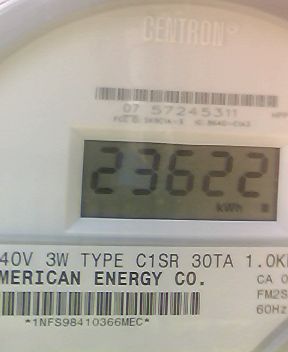 CENTRON®
07 57245311
23622
kWh
40V 3W TYPE C1SR 30TA 1.0K
MERICAN ENERGY CO.
CA 0
FM2S
60Hz
*1NFS98410366MEC*